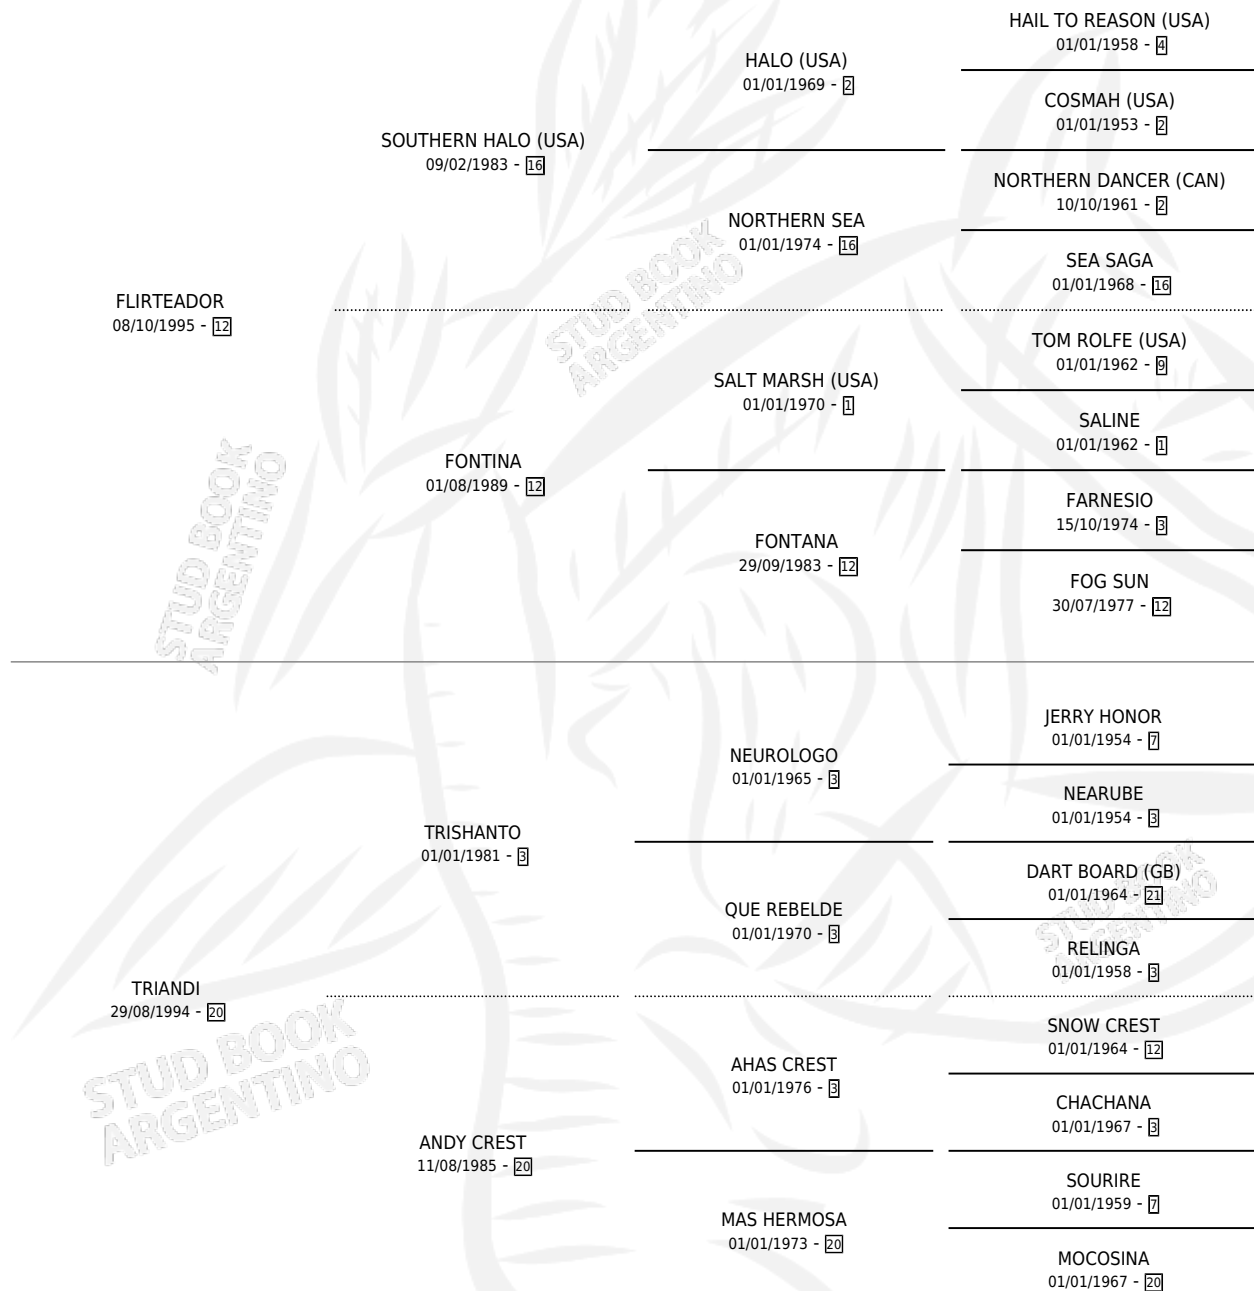 HAIL TO REASON (USA)
01/01/1958 - 4
HALO (USA)
01/01/1969 - 2
COSMAH (USA)
01/01/1953 - 2
SOUTHERN HALO (USA)
09/02/1983 - 16
NORTHERN DANCER (CAN)
10/10/1961 - 2
NORTHERN SEA
01/01/1974 - 16
SEA SAGA
01/01/1968 - 16
STUD BOOK
ARGENTINO
FLIRTEADOR
08/10/1995 - 12
TOM ROLFE (USA)
01/01/1962 - 9
SALT MARSH (USA)
01/01/1970 - 1
SALINE
01/01/1962 - 1
FONTINA
01/08/1989 - 12
FARNESIO
15/10/1974 - 3
FONTANA
29/09/1983 - 12
FOG SUN
30/07/1977 - 12
STUD BOOK
ARGENTINO
JERRY HONOR
01/01/1954 - 7
NEUROLOGO
01/01/1965 - 3
NEARUBE
01/01/1954 - 3
TRISHANTO
01/01/1981 - 3
DART BOARD (GB)
01/01/1964 - 21
QUE REBELDE
01/01/1970 - 3
RELINGA
01/01/1958 - 3
STUD BOOK
ARGENTINO
TRIANDI
29/08/1994 - 20
SNOW CREST
01/01/1964 - 12
AHAS CREST
01/01/1976 - 3
CHACHANA
01/01/1967 - 3
STUD BOOK
ARGENTINO
ANDY CREST
11/08/1985 - 20
SOURIRE
01/01/1959 - 7
MAS HERMOSA
01/01/1973 - 20
MOCOSINA
01/01/1967 - 20